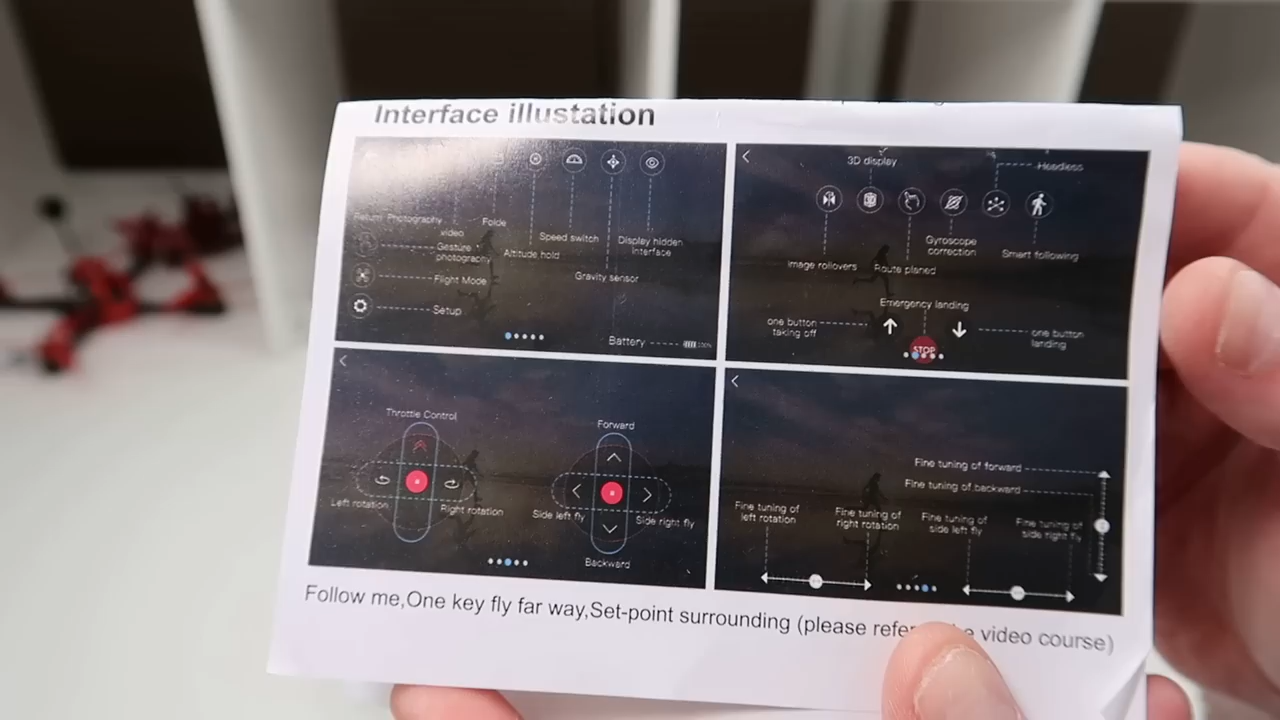 Interface illustation
Return Photography
video
Folde
Altitude hold
Speed switch
Gravity sensor
Display hidden
interface
Gesture
photography
Flight Mode
Setup
Battery
100%
3D display
Headless
Image rollovers
Route planed
Gyroscope
correction
Smart following
Emergency landing
one button
taking off
STOP
one button
landing
Throttle Control
Left rotation
Right rotation
Forward
Side left fly
Side right fly
Backward
Fine tuning of forward
Fine tuning of backward
Fine tuning of
left rotation
Fine tuning of
right rotation
Fine tuning of
side left fly
Fine tuning of
side right fly
Follow me,One key fly far way,Set-point surrounding (please refer video course)